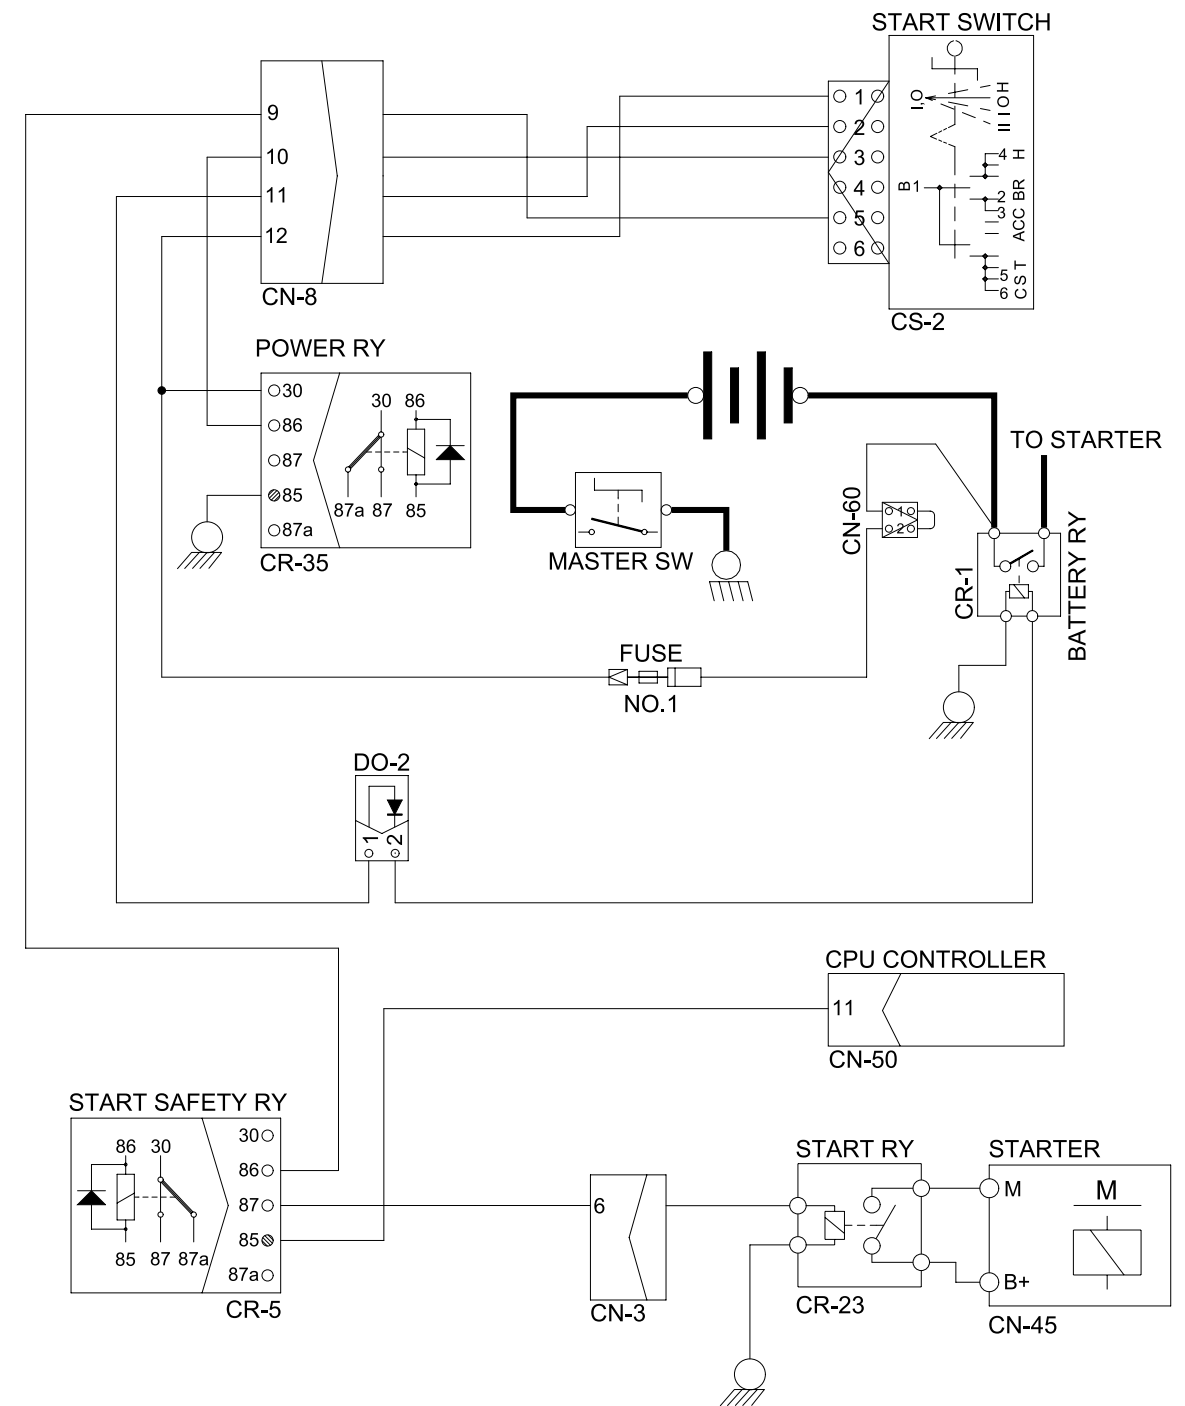 START SWITCH
9
10
11
12
CN-8
1
2
3
4
5
6
I,O
H
O
I
II
4 H
B 1
2 BR
3 ACC
5 ST
6 C
CS-2
POWER RY
30
86
87
85
87a
30 86
87a 87 85
CR-35
MASTER SW
CN-60
1
2
TO STARTER
CR-1
BATTERY RY
FUSE
NO.1
DO-2
1 2
CPU CONTROLLER
11
CN-50
START SAFETY RY
86 30
85 87 87a
30
86
87
85
87a
CR-5
6
CN-3
START RY
CR-23
STARTER
M
M
B+
CN-45